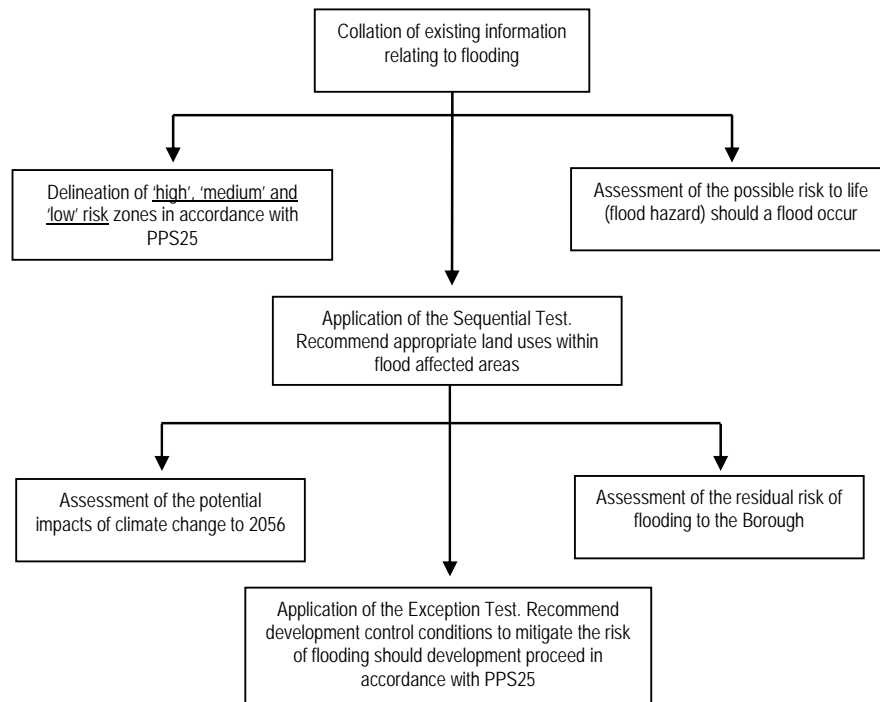 Collation of existing information
relating to flooding
Delineation of 'high', 'medium' and
'low' risk zones in accordance with
PPS25
Assessment of the possible risk to life
(flood hazard) should a flood occur
Application of the Sequential Test.
Recommend appropriate land uses within
flood affected areas
Assessment of the potential
impacts of climate change to 2056
Assessment of the residual risk of
flooding to the Borough
Application of the Exception Test. Recommend
development control conditions to mitigate the risk
of flooding should development proceed in
accordance with PPS25